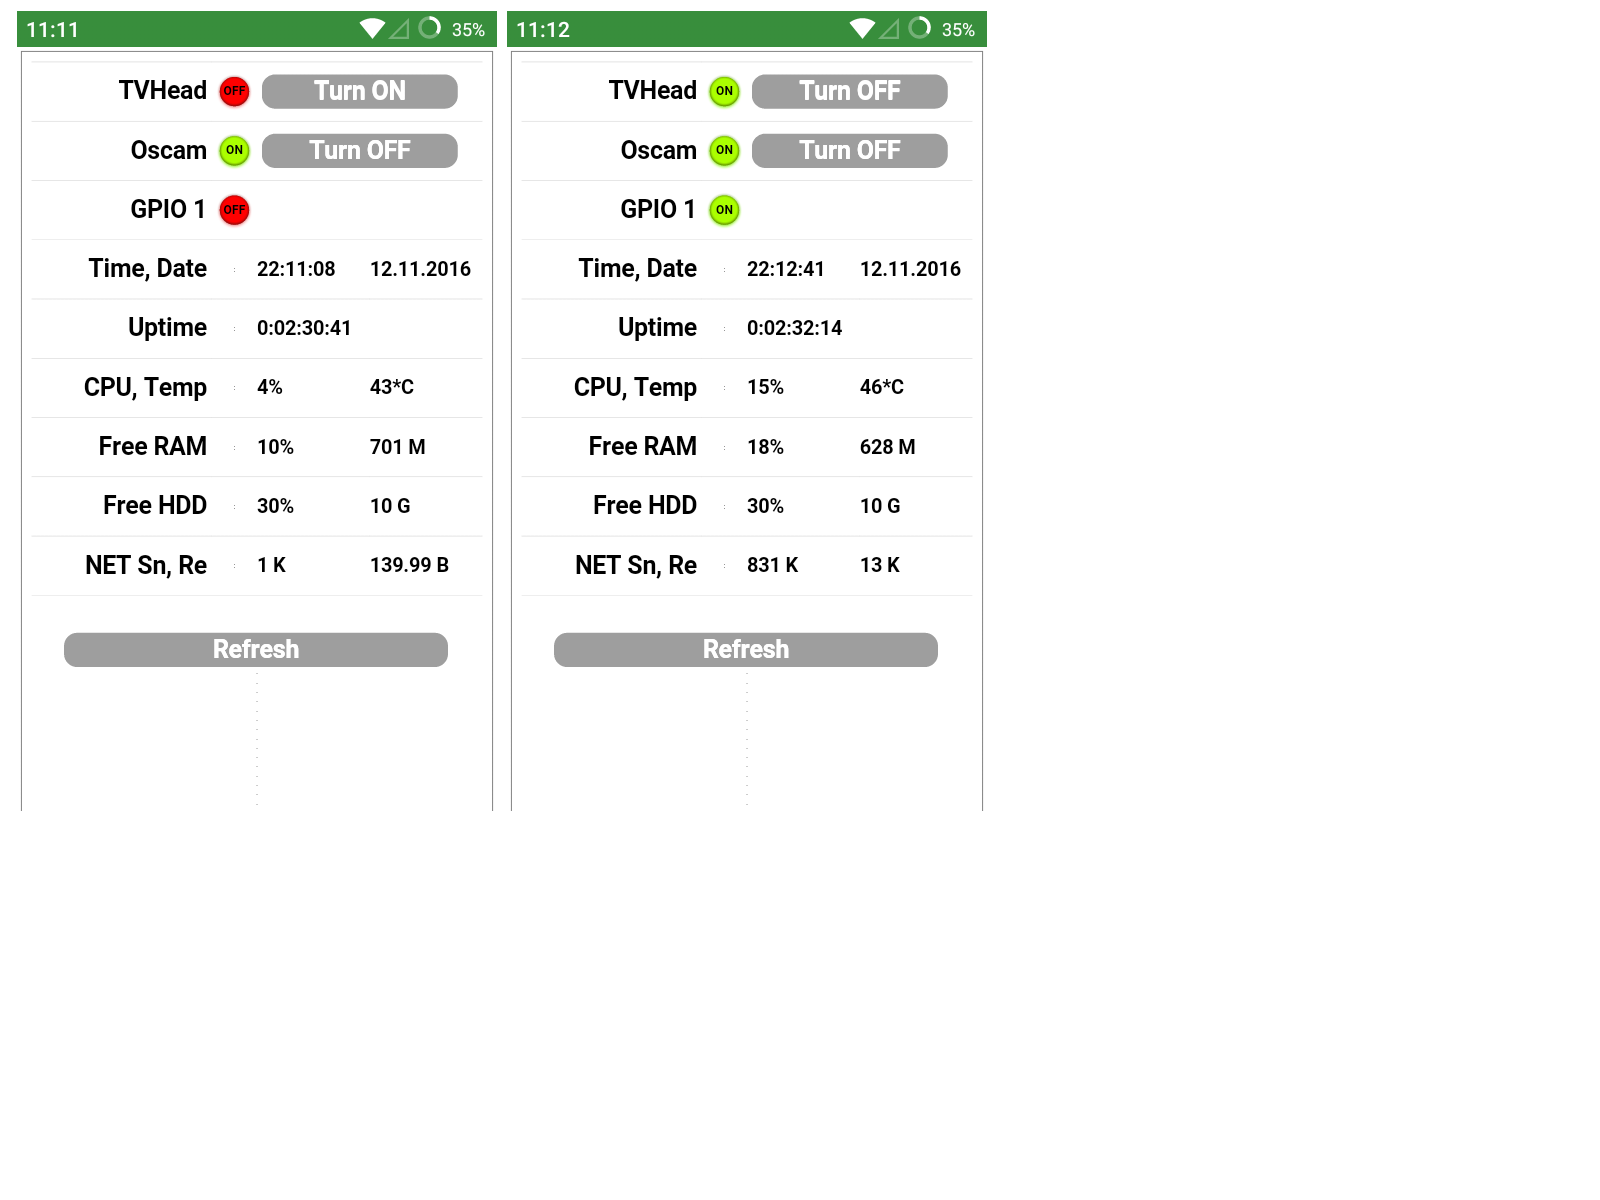 11:11 35%
TVHead OFF Turn ON
Oscam ON Turn OFF
GPIO 1 OFF
Time, Date : 22:11:08 12.11.2016
Uptime : 0:02:30:41
CPU, Temp : 4% 43*C
Free RAM : 10% 701 M
Free HDD : 30% 10 G
NET Sn, Re : 1 K 139.99 B
Refresh
11:12 35%
TVHead ON Turn OFF
Oscam ON Turn OFF
GPIO 1 ON
Time, Date : 22:12:41 12.11.2016
Uptime : 0:02:32:14
CPU, Temp : 15% 46*C
Free RAM : 18% 628 M
Free HDD : 30% 10 G
NET Sn, Re : 831 K 13 K
Refresh